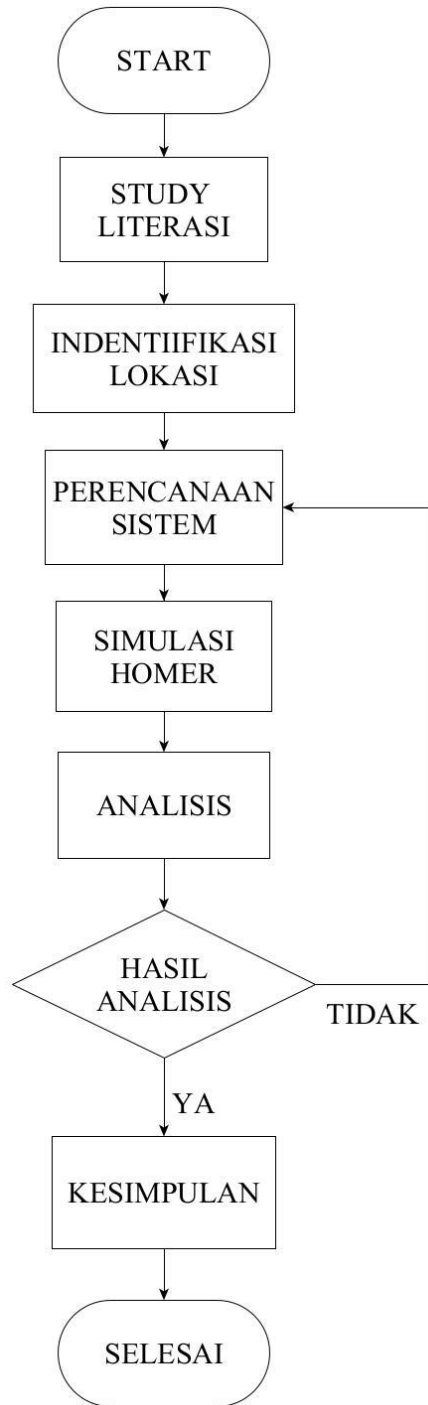 START
STUDY
LITERASI
INDENTIIFIKASI
LOKASI
PERENCANAAN
SISTEM
SIMULASI
HOMER
ANALISIS
HASIL
ANALISIS
TIDAK
YA
KESIMPULAN
SELESAI